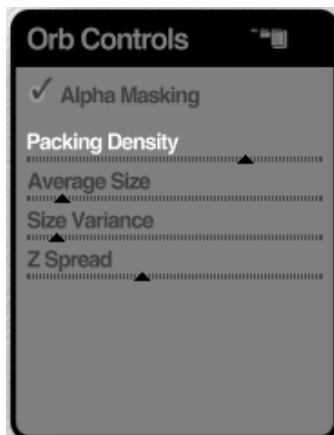 Orb Controls
Alpha Masking
Packing Density
Average Size
Size Variance
Z Spread